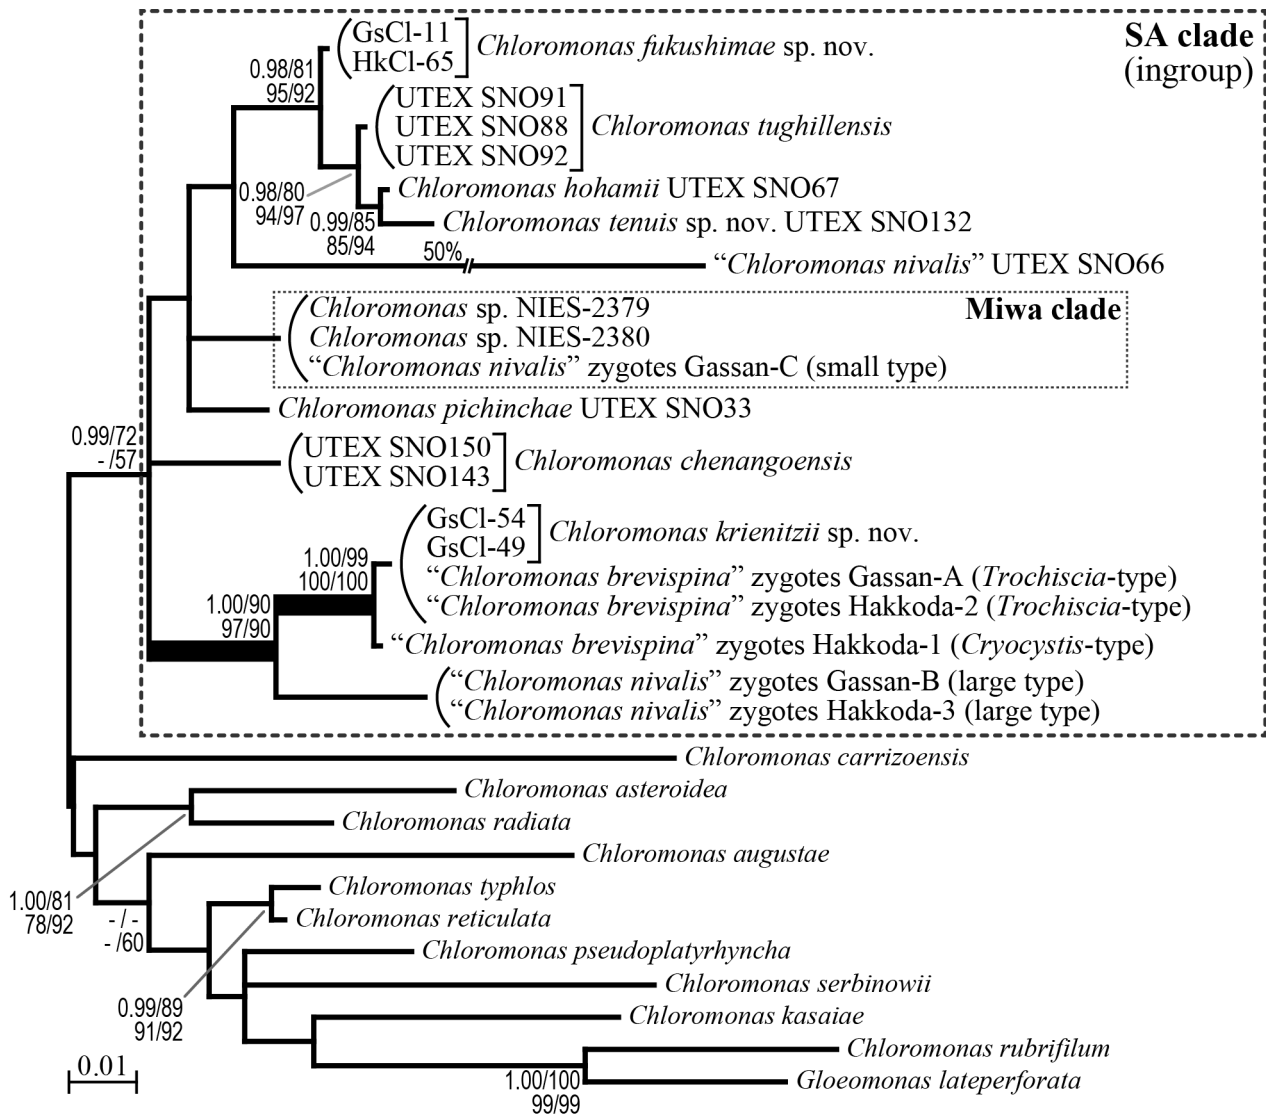 SA clade
(ingroup)
GsCl-11
HkCl-65
Chloromonas fukushimae sp. nov.
0.98/81
95/92
UTEX SNO91
UTEX SNO88
UTEX SNO92
Chloromonas tughillensis
0.98/80
94/97
Chloromonas hohamii UTEX SNO67
0.99/85
85/94
Chloromonas tenuis sp. nov. UTEX SNO132
50%
“Chloromonas nivalis” UTEX SNO66
Miwa clade
Chloromonas sp. NIES-2379
Chloromonas sp. NIES-2380
“Chloromonas nivalis” zygotes Gassan-C (small type)
Chloromonas pichinchae UTEX SNO33
0.99/72
- /57
UTEX SNO150
UTEX SNO143
Chloromonas chenangoensis
GsCl-54
GsCl-49
Chloromonas krienitzii sp. nov.
1.00/99
100/100
“Chloromonas brevispina” zygotes Gassan-A (Trochiscia-type)
“Chloromonas brevispina” zygotes Hakkoda-2 (Trochiscia-type)
1.00/90
97/90
“Chloromonas brevispina” zygotes Hakkoda-1 (Cryocystis-type)
“Chloromonas nivalis” zygotes Gassan-B (large type)
“Chloromonas nivalis” zygotes Hakkoda-3 (large type)
Chloromonas carrizoensis
Chloromonas asteroidea
Chloromonas radiata
Chloromonas augustae
1.00/81
78/92
Chloromonas typhlos
- / -
- /60
Chloromonas reticulata
Chloromonas pseudoplatyrhyncha
Chloromonas serbinowii
0.99/89
91/92
Chloromonas kasaiae
Chloromonas rubrifilum
1.00/100
99/99
Gloeomonas lateperforata
0.01